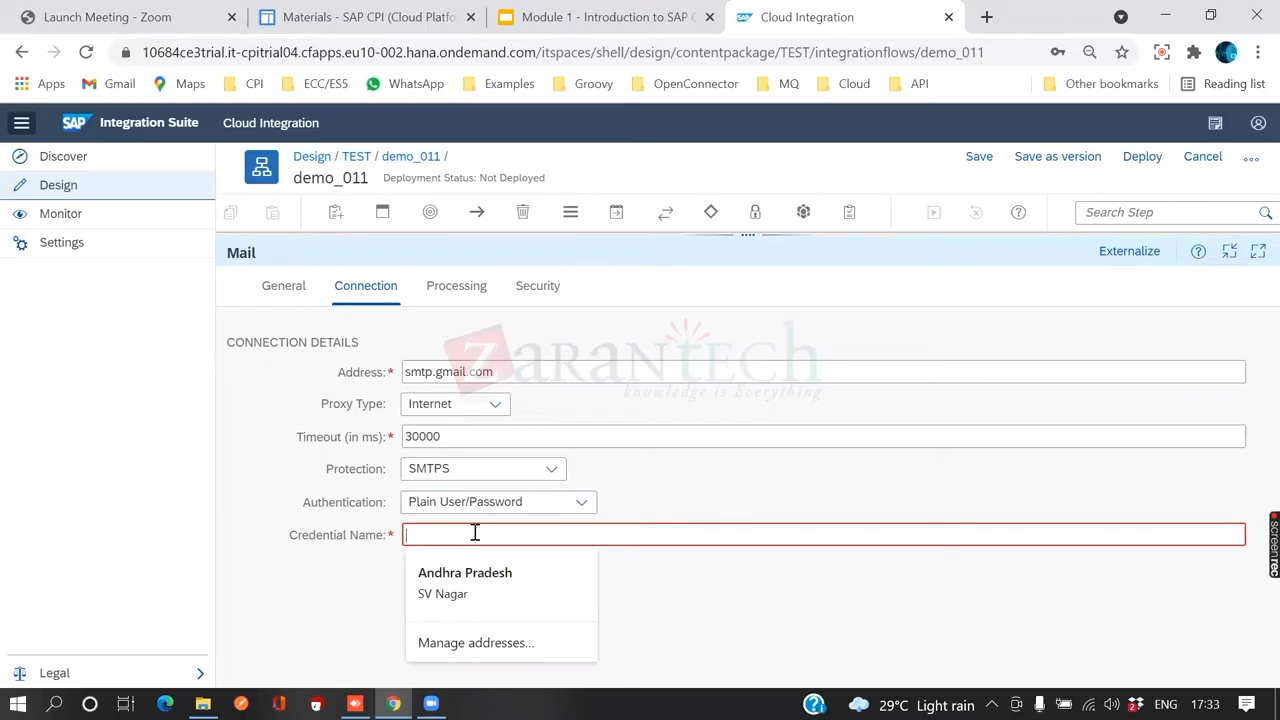 Launch Meeting - Zoom
Materials - SAP CPI (Cloud Platfo
Module 1 - Introduction to SAP C
Cloud Integration
10684ce3trial.it-cpitrial04.cfapps.eu10-002.hana.ondemand.com/itspaces/shell/design/contentpackage/TEST/integrationflows/demo_011
Apps Gmail Maps CPI ECC/ES5 WhatsApp Examples Groovy OpenConnector MQ Cloud API Other bookmarks Reading list
SAP Integration Suite Cloud Integration
Discover
Design
Monitor
Settings
Legal
Design / TEST / demo_011 /
demo_011 Deployment Status: Not Deployed
Save Save as version Deploy Cancel ...
Search Step
Mail
Externalize
General Connection Processing Security
CONNECTION DETAILS
Address:* smtp.gmail.com
Proxy Type: Internet
Timeout (in ms):* 30000
Protection: SMTPS
Authentication: Plain User/Password
Credential Name:*
Andhra Pradesh
SV Nagar
Manage addresses...
ZaranTech
knowledge is Everything
screenrec
29°C Light rain ENG 17:33